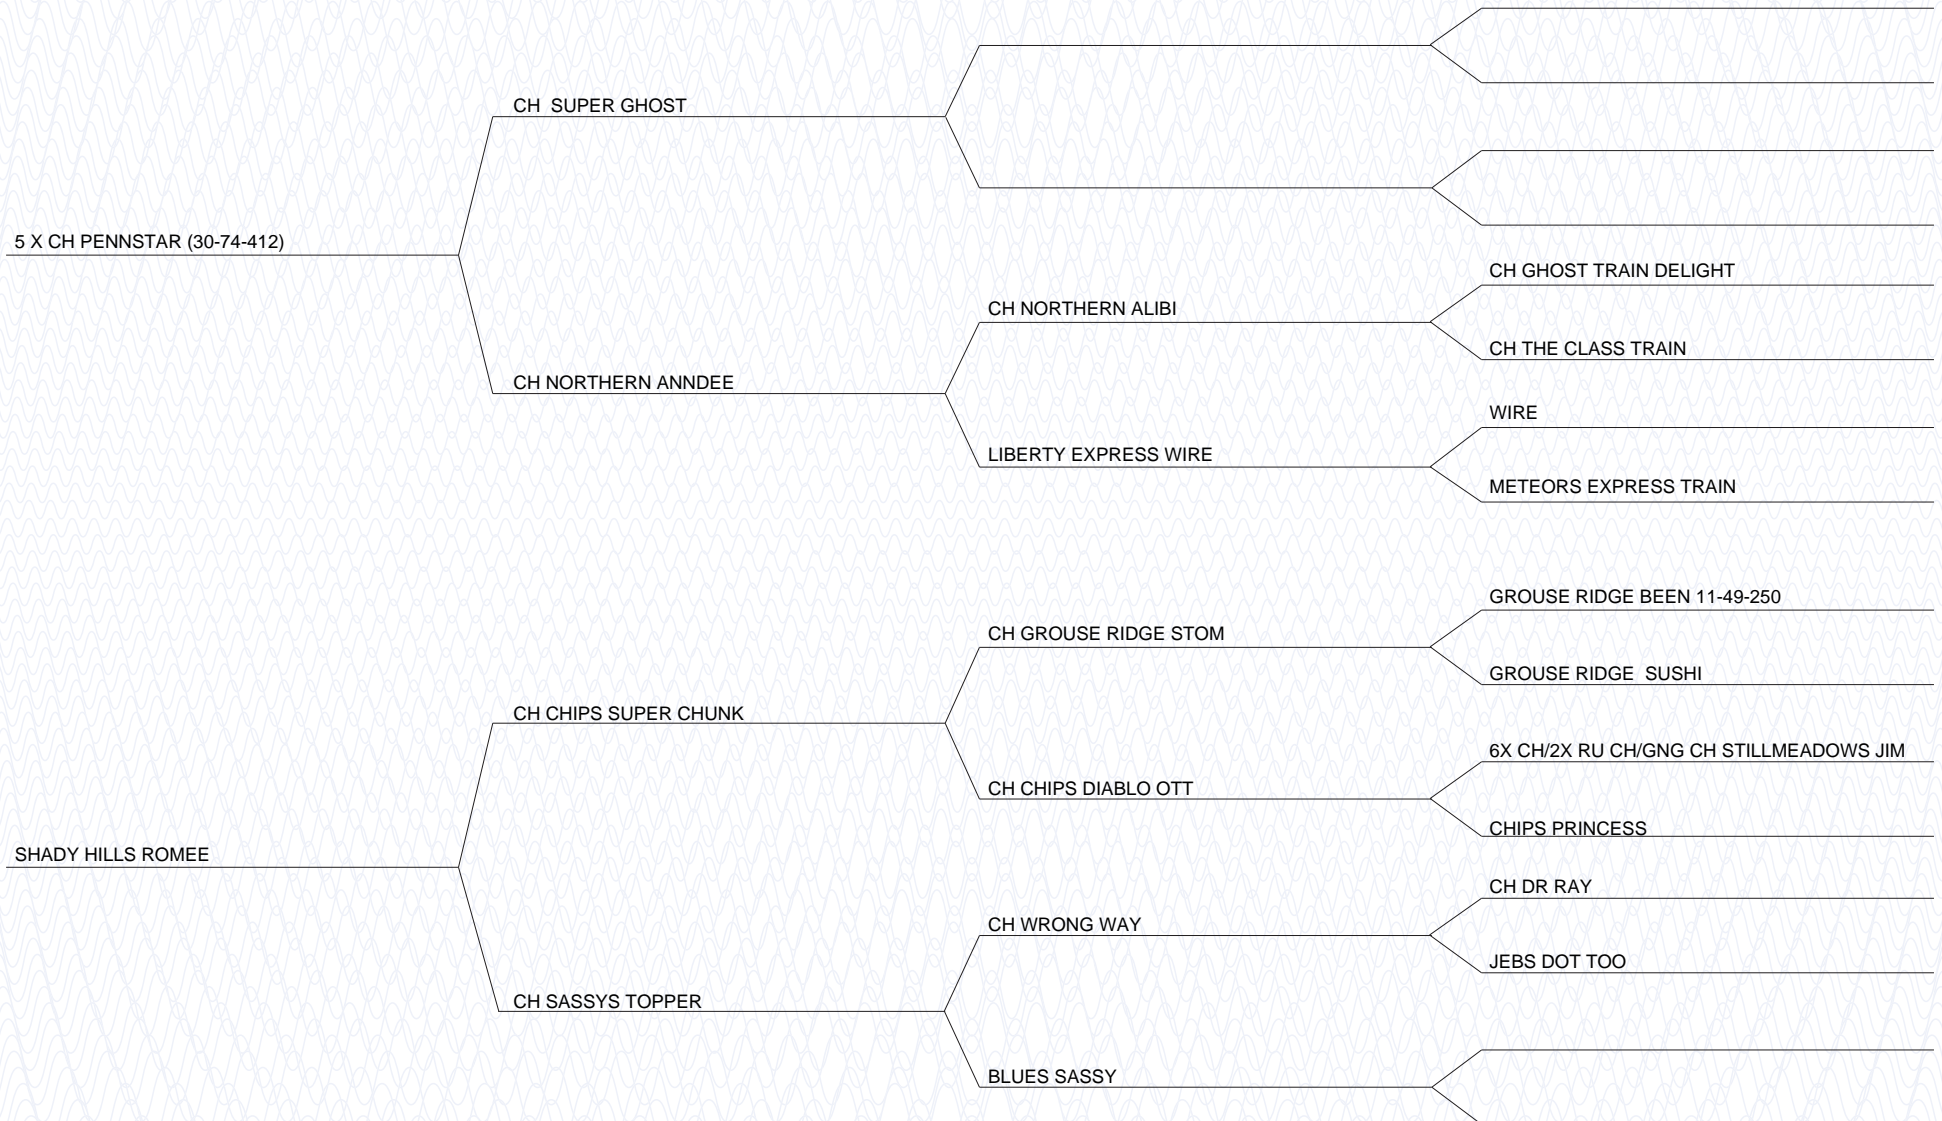 CH  SUPER GHOST
5 X CH PENNSTAR (30-74-412)
CH GHOST TRAIN DELIGHT
CH NORTHERN ALIBI
CH THE CLASS TRAIN
CH NORTHERN ANNDEE
WIRE
LIBERTY EXPRESS WIRE
METEORS EXPRESS TRAIN
GROUSE RIDGE BEEN 11-49-250
CH GROUSE RIDGE STOM
GROUSE RIDGE  SUSHI
CH CHIPS SUPER CHUNK
6X CH/2X RU CH/GNG CH STILLMEADOWS JIM
CH CHIPS DIABLO OTT
CHIPS PRINCESS
SHADY HILLS ROMEE
CH DR RAY
CH WRONG WAY
JEBS DOT TOO
CH SASSYS TOPPER
BLUES SASSY